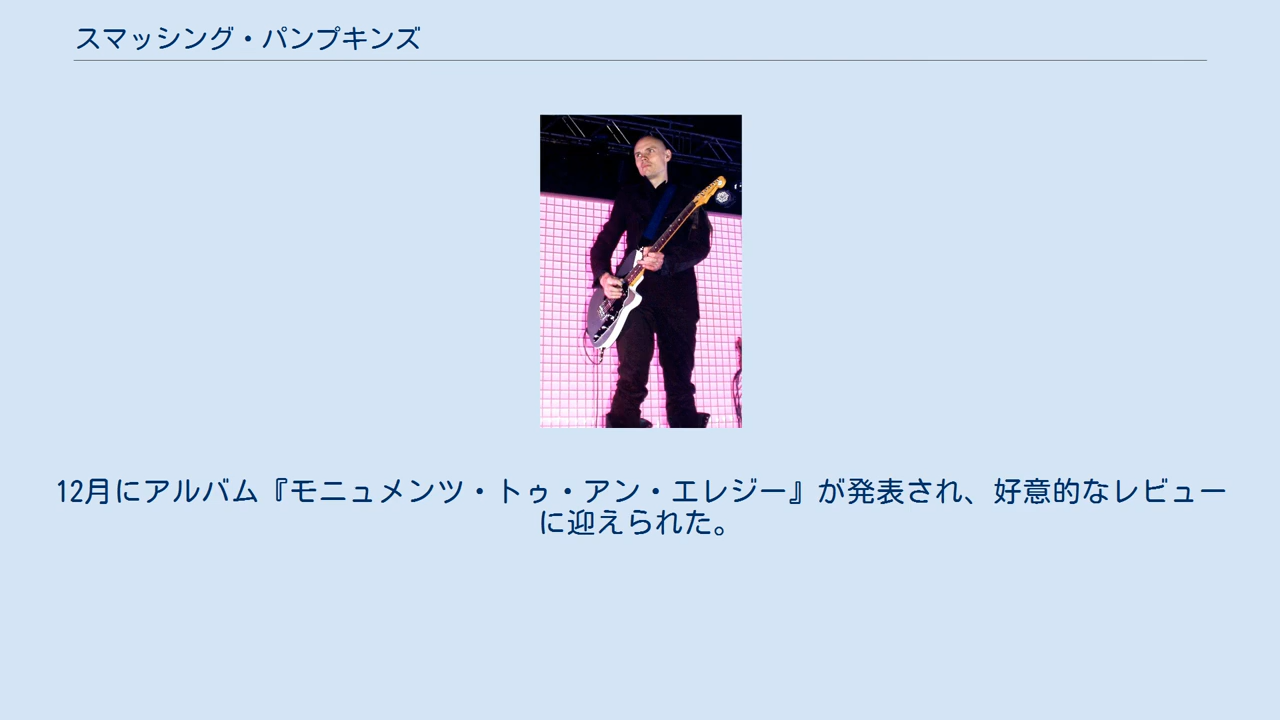 スマッシング・パンプキンズ
12月にアルバム『モニュメンツ・トゥ・アン・エレジー』が発表され、好意的なレビュー
に迎えられた。